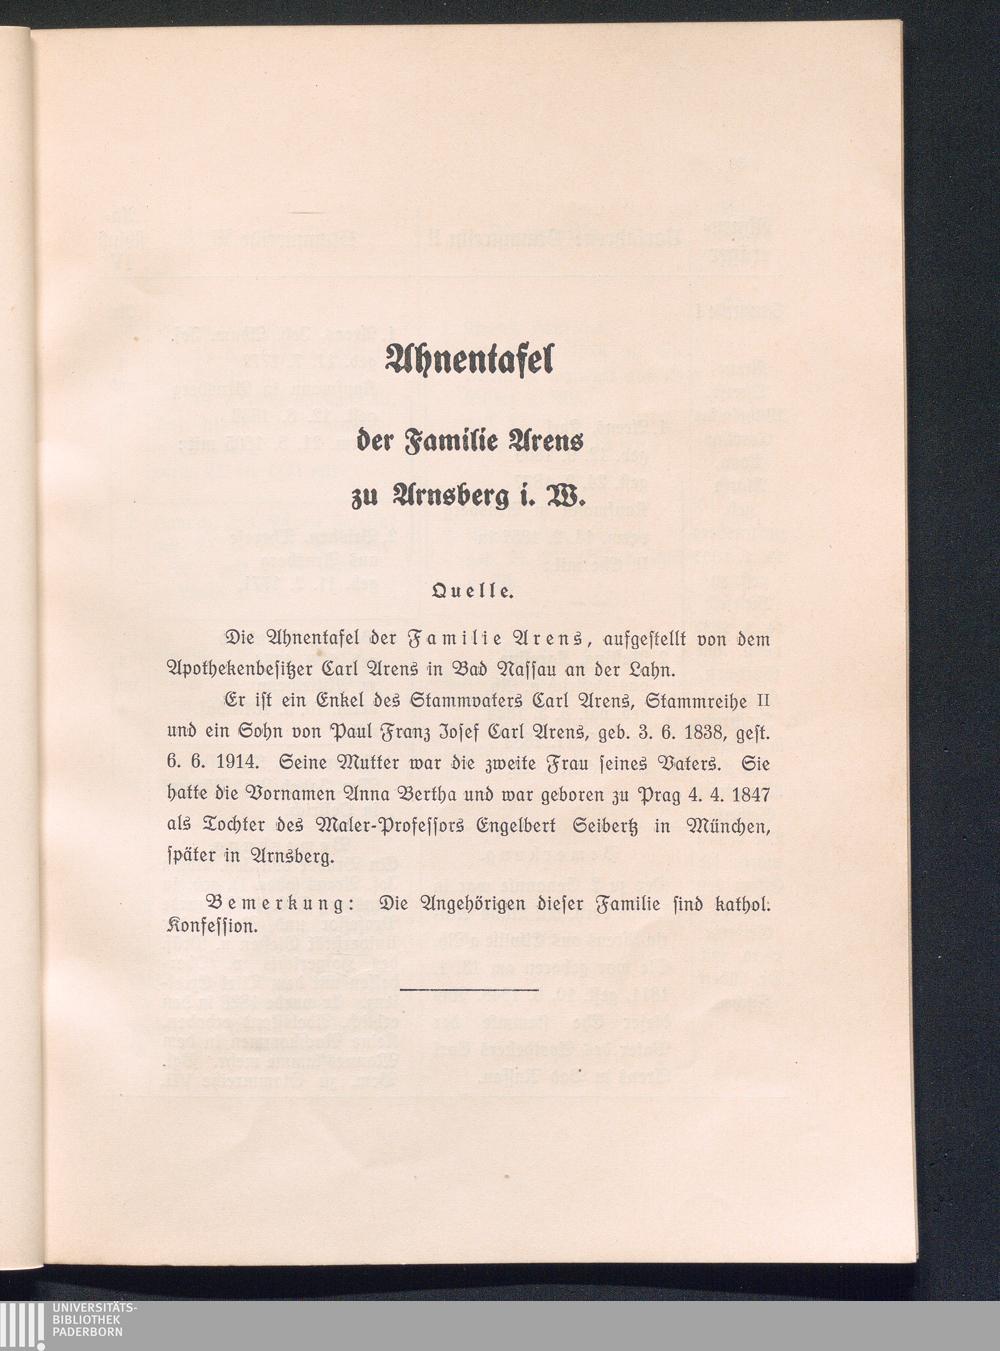 Ahnentafel
der Familie Arens
zu Arnsberg i. W.
Quelle.
Die Ahnentafel der Familie Arens, aufgestellt von dem
Apothekenbesitzer Carl Arens in Bad Nassau an der Lahn.
Er ist ein Enkel des Stammvaters Carl Arens, Stammreihe II
und ein Sohn von Paul Franz Josef Carl Arens, geb. 3. 6. 1838, gest.
6. 6. 1914. Seine Mutter war die zweite Frau seines Vaters. Sie
hatte die Vornamen Anna Bertha und war geboren zu Prag 4. 4. 1847
als Tochter des Maler-Professors Engelbert Seibertz in München,
später in Arnsberg.
Bemerkung: Die Angehörigen dieser Familie sind kathol.
Konfession.
UNIVERSITÄTS-
BIBLIOTHEK
PADERBORN